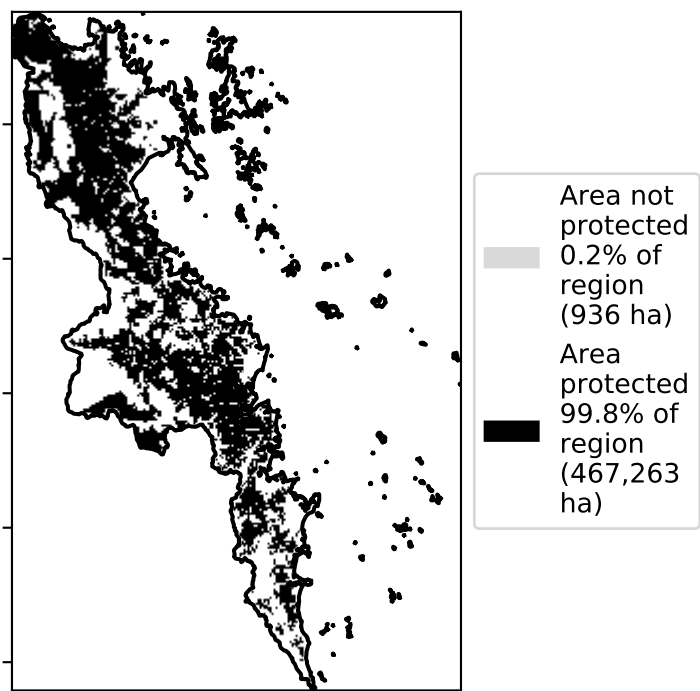 Area not
protected
0.2% of
region
(936 ha)
Area
protected
99.8% of
region
(467,263
ha)